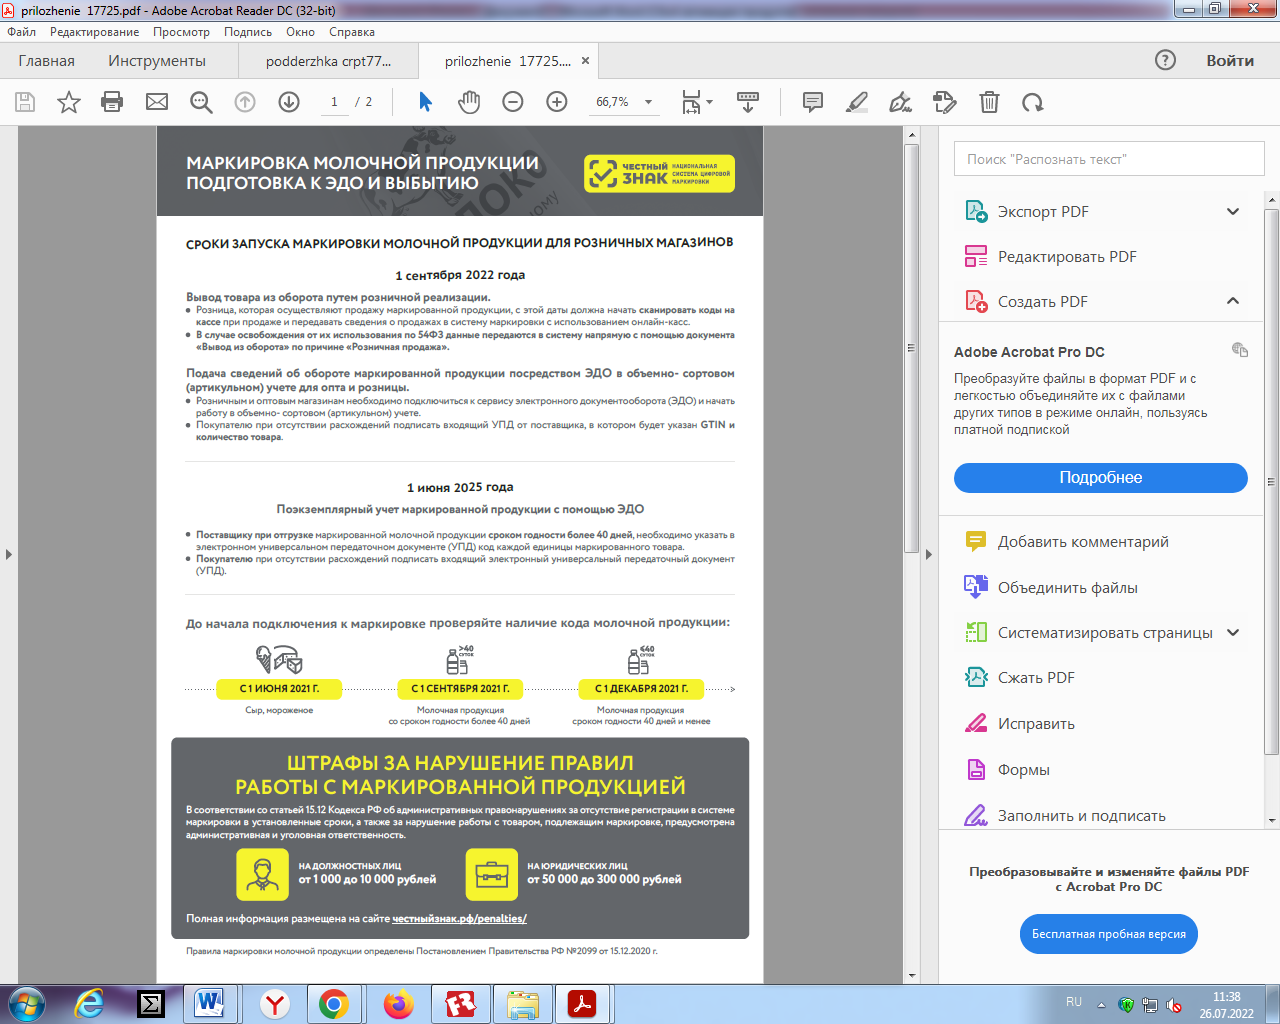 prilozhenie  17725.pdf - Adobe Acrobat Reader DC (32-bit)
Файл Редактирование Просмотр Подпись Окно Справка
Главная Инструменты podderzhka crpt77... prilozhenie  17725.... × Войти
1 / 2 66,7%
МАРКИРОВКА МОЛОЧНОЙ ПРОДУКЦИИ
ПОДГОТОВКА К ЭДО И ВЫБЫТИЮ
ЧЕСТНЫЙ
ЗНАК
НАЦИОНАЛЬНАЯ
СИСТЕМА ЦИФРОВОЙ
МАРКИРОВКИ
СРОКИ ЗАПУСКА МАРКИРОВКИ МОЛОЧНОЙ ПРОДУКЦИИ ДЛЯ РОЗНИЧНЫХ МАГАЗИНОВ
1 сентября 2022 года
Вывод товара из оборота путем розничной реализации.
● Розница, которая осуществляют продажу маркированной продукции, с этой даты должна начать сканировать коды на
кассе при продаже и передавать сведения о продажах в систему маркировки с использованием онлайн-касс.
● В случае освобождения от их использования по 54ФЗ данные передаются в систему напрямую с помощью документа
«Вывод из оборота» по причине «Розничная продажа».
Подача сведений об обороте маркированной продукции посредством ЭДО в объемно- сортовом
(артикульном) учете для опта и розницы.
● Розничным и оптовым магазинам необходимо подключиться к сервису электронного документооборота (ЭДО) и начать
работу в объемно- сортовом (артикульном) учете.
● Покупателю при отсутствии расхождений подписать входящий УПД от поставщика, в котором будет указан GTIN и
количество товара.
1 июня 2025 года
Поэкземплярный учет маркированной продукции с помощью ЭДО
● Поставщику при отгрузке маркированной молочной продукции сроком годности более 40 дней, необходимо указать в
электронном универсальном передаточном документе (УПД) код каждой единицы маркированного товара.
● Покупателю при отсутствии расхождений подписать входящий электронный универсальный передаточный документ
(УПД).
До начала подключения к маркировке проверяйте наличие кода молочной продукции:
>40
СУТОК
≤40
СУТОК
С 1 ИЮНЯ 2021 Г. С 1 СЕНТЯБРЯ 2021 Г. С 1 ДЕКАБРЯ 2021 Г.
Сыр, мороженое
Молочная продукция
со сроком годности более 40 дней
Молочная продукция
сроком годности 40 дней и менее
ШТРАФЫ ЗА НАРУШЕНИЕ ПРАВИЛ
РАБОТЫ С МАРКИРОВАННОЙ ПРОДУКЦИЕЙ
В соответствии со статьей 15.12 Кодекса РФ об административных правонарушениях за отсутствие регистрации в системе
маркировки в установленные сроки, а также за нарушение работы с товаром, подлежащим маркировке, предусмотрена
административная и уголовная ответственность.
НА ДОЛЖНОСТНЫХ ЛИЦ
от 1 000 до 10 000 рублей
НА ЮРИДИЧЕСКИХ ЛИЦ
от 50 000 до 300 000 рублей
Полная информация размещена на сайте честныйзнак.рф/penalties/
Правила маркировки молочной продукции определены Постановлением Правительства РФ №2099 от 15.12.2020 г.
Поиск "Распознать текст"
Экспорт PDF
Редактировать PDF
Создать PDF
Adobe Acrobat Pro DC
Преобразуйте файлы в формат PDF и с
легкостью объединяйте их с файлами
других типов в режиме онлайн, пользуясь
платной подпиской
Подробнее
Добавить комментарий
Объединить файлы
Систематизировать страницы
Сжать PDF
Исправить
Формы
Заполнить и подписать
Преобразовывайте и изменяйте файлы PDF
с Acrobat Pro DC
Бесплатная пробная версия
RU
11:38
26.07.2022